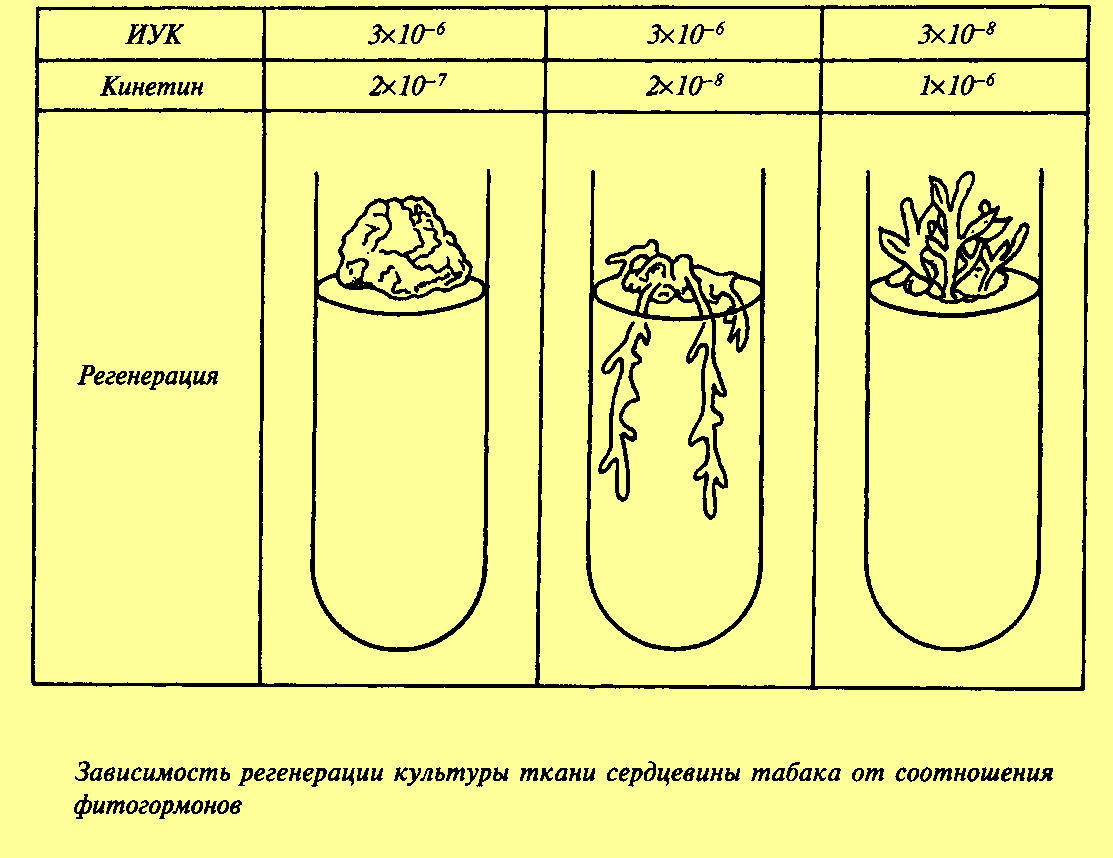 ИУК 3×10⁻⁶ 3×10⁻⁶ 3×10⁻⁸
Кинетин 2×10⁻⁷ 2×10⁻⁸ 1×10⁻⁶
Регенерация
Зависимость регенерации культуры ткани сердцевины табака от соотношения
фитогормонов